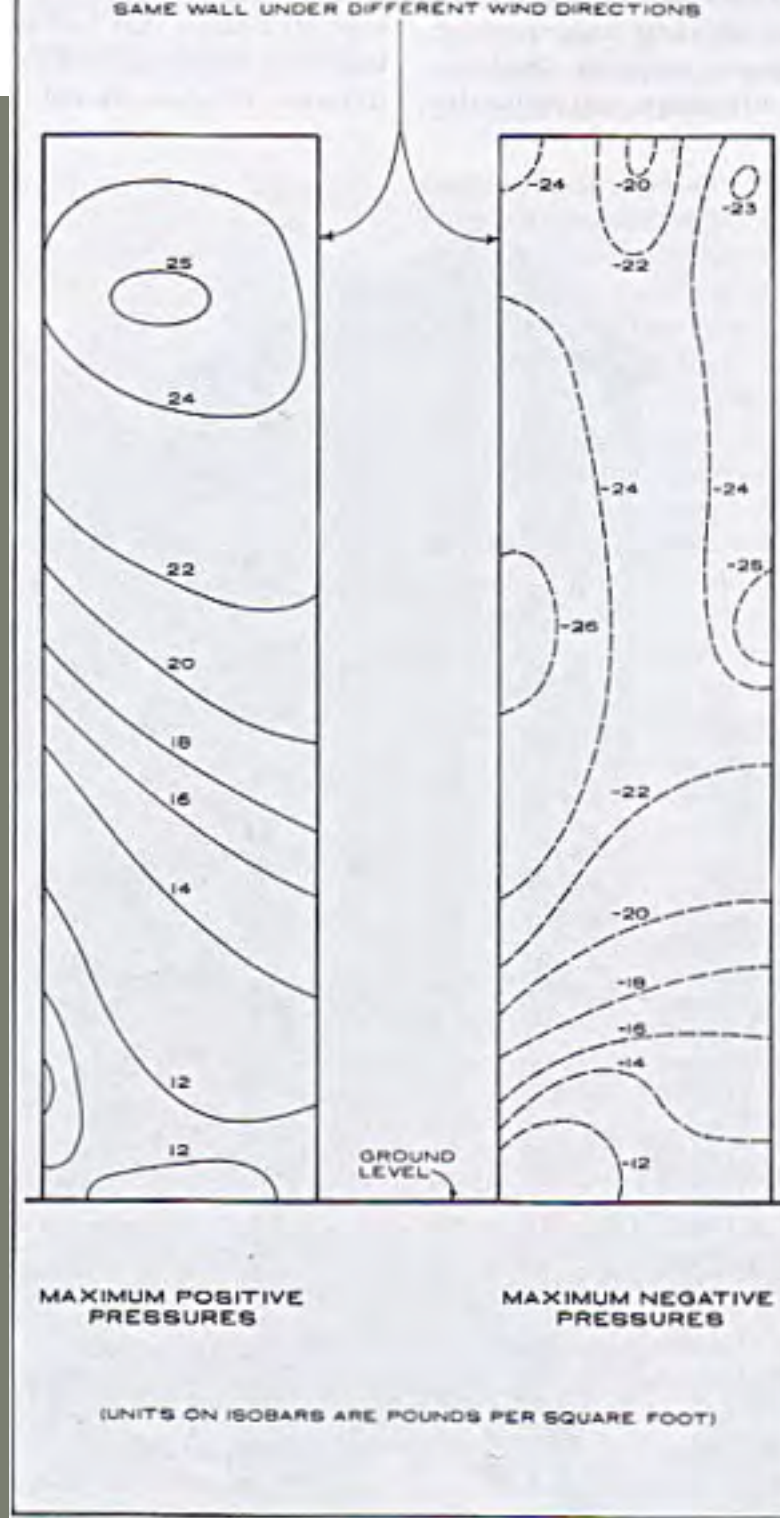 SAME WALL UNDER DIFFERENT WIND DIRECTIONS
25
24
22
20
18
16
14
12
12
-24
-20
-23
-22
-24
-24
-26
-22
-20
-18
-16
-14
-12
GROUND
LEVEL
MAXIMUM POSITIVE
PRESSURES
MAXIMUM NEGATIVE
PRESSURES
(UNITS ON ISOBARS ARE POUNDS PER SQUARE FOOT)